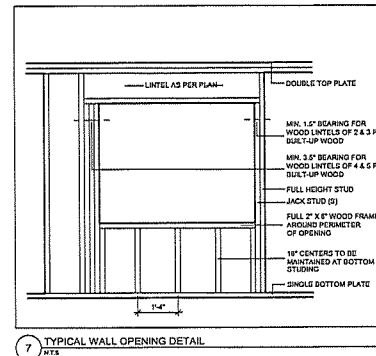 LINTEL AS PER PLAN
DOUBLE TOP PLATE
MIN. 1.5" BEARING FOR
WOOD LINTELS OF 2 & 3 P
BUILT-UP WOOD
MIN. 3.5" BEARING FOR
WOOD LINTELS OF 4 & 5 P
BUILT-UP WOOD
FULL HEIGHT STUD
JACK STUD (S)
FULL 2" X 6" WOOD FRAM
AROUND PERIMETER
OF OPENING
16" CENTERS TO BE
MAINTAINED AT BOTTOM
STUDING
SINGLE BOTTOM PLATE
1'-4"
7 TYPICAL WALL OPENING DETAIL
N.T.S